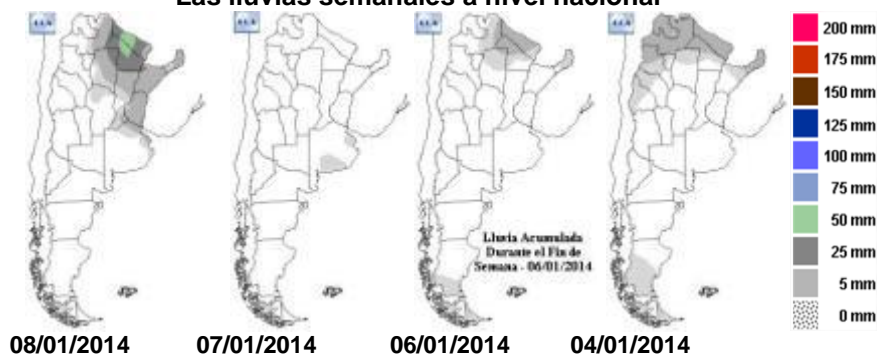 Las lluvias semanales a nivel nacional
200 mm
175 mm
150 mm
125 mm
100 mm
75 mm
50 mm
25 mm
5 mm
0 mm
Lluvia Acumulada
Durante el Fin de
Semana - 06/01/2014
08/01/2014 07/01/2014 06/01/2014 04/01/2014